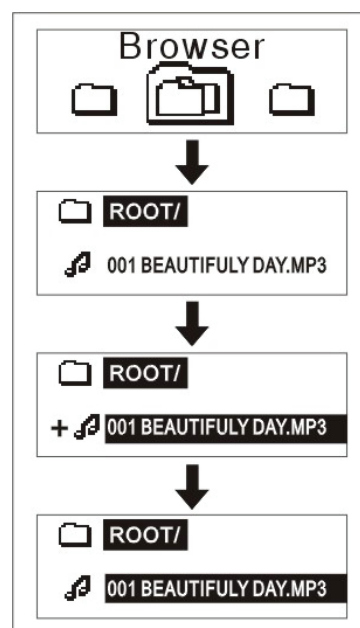 Browser
ROOT/
001 BEAUTIFULY DAY.MP3
ROOT/
+ 001 BEAUTIFULY DAY.MP3
ROOT/
001 BEAUTIFULY DAY.MP3